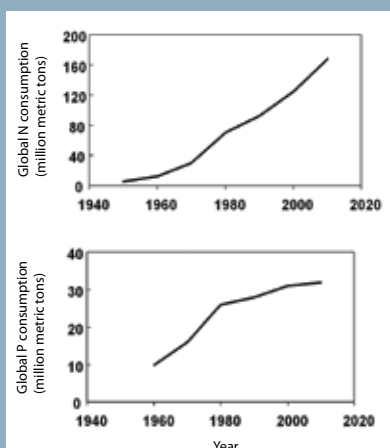 Global N consumption
(million metric tons)
200
160
120
80
40
0
1940 1960 1980 2000 2020
Global P consumption
(million metric tons)
40
30
20
10
0
1940 1960 1980 2000 2020
Year